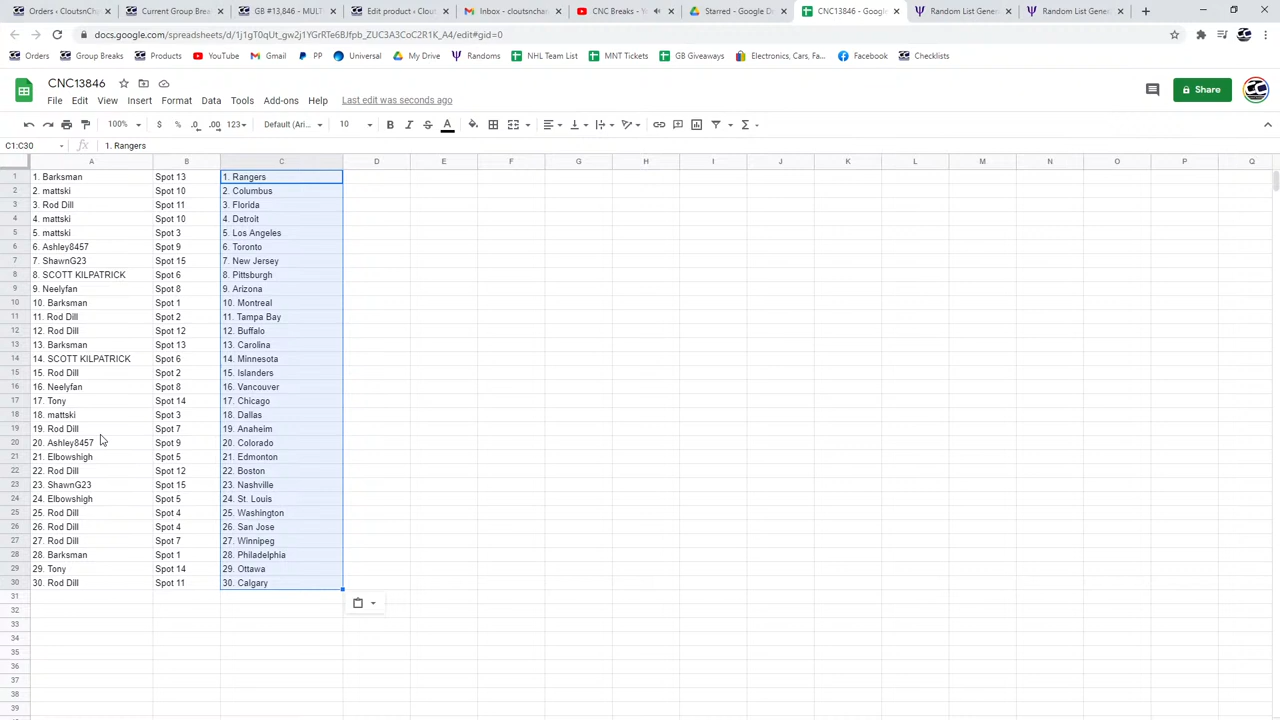 Orders · CloutsnCh
Current Group Brea
GB #13,846 - MULT
Edit product · Clout
Inbox - cloutsncha
CNC Breaks -
Starred - Google D
CNC13846 - Google
Random List Gene
Random List Gene
docs.google.com/spreadsheets/d/1j1gT0qUt_gw2j1YGrRTe6BJfpb_ZUC3A3CoC2R1K_A4/edit#gid=0
Orders Group Breaks Products YouTube Gmail PP Universal My Drive Randoms NHL Team List MNT Tickets GB Giveaways Electronics, Cars, Fa... Facebook Checklists
CNC13846
File Edit View Insert Format Data Tools Add-ons Help Last edit was seconds ago
Share
100% $ % .0 .00 123 Default (Ari... 10
C1:C30 fx 1. Rangers
A B C D E F G H I J K L M N O P Q
1 1. Barksman Spot 13 1. Rangers
2 2. mattski Spot 10 2. Columbus
3 3. Rod Dill Spot 11 3. Florida
4 4. mattski Spot 10 4. Detroit
5 5. mattski Spot 3 5. Los Angeles
6 6. Ashley8457 Spot 9 6. Toronto
7 7. ShawnG23 Spot 15 7. New Jersey
8 8. SCOTT KILPATRICK Spot 6 8. Pittsburgh
9 9. Neelyfan Spot 8 9. Arizona
10 10. Barksman Spot 1 10. Montreal
11 11. Rod Dill Spot 2 11. Tampa Bay
12 12. Rod Dill Spot 12 12. Buffalo
13 13. Barksman Spot 13 13. Carolina
14 14. SCOTT KILPATRICK Spot 6 14. Minnesota
15 15. Rod Dill Spot 2 15. Islanders
16 16. Neelyfan Spot 8 16. Vancouver
17 17. Tony Spot 14 17. Chicago
18 18. mattski Spot 3 18. Dallas
19 19. Rod Dill Spot 7 19. Anaheim
20 20. Ashley8457 Spot 9 20. Colorado
21 21. Elbowshigh Spot 5 21. Edmonton
22 22. Rod Dill Spot 12 22. Boston
23 23. ShawnG23 Spot 15 23. Nashville
24 24. Elbowshigh Spot 5 24. St. Louis
25 25. Rod Dill Spot 4 25. Washington
26 26. Rod Dill Spot 4 26. San Jose
27 27. Rod Dill Spot 7 27. Winnipeg
28 28. Barksman Spot 1 28. Philadelphia
29 29. Tony Spot 14 29. Ottawa
30 30. Rod Dill Spot 11 30. Calgary
31
32
33
34
35
36
37
38
39